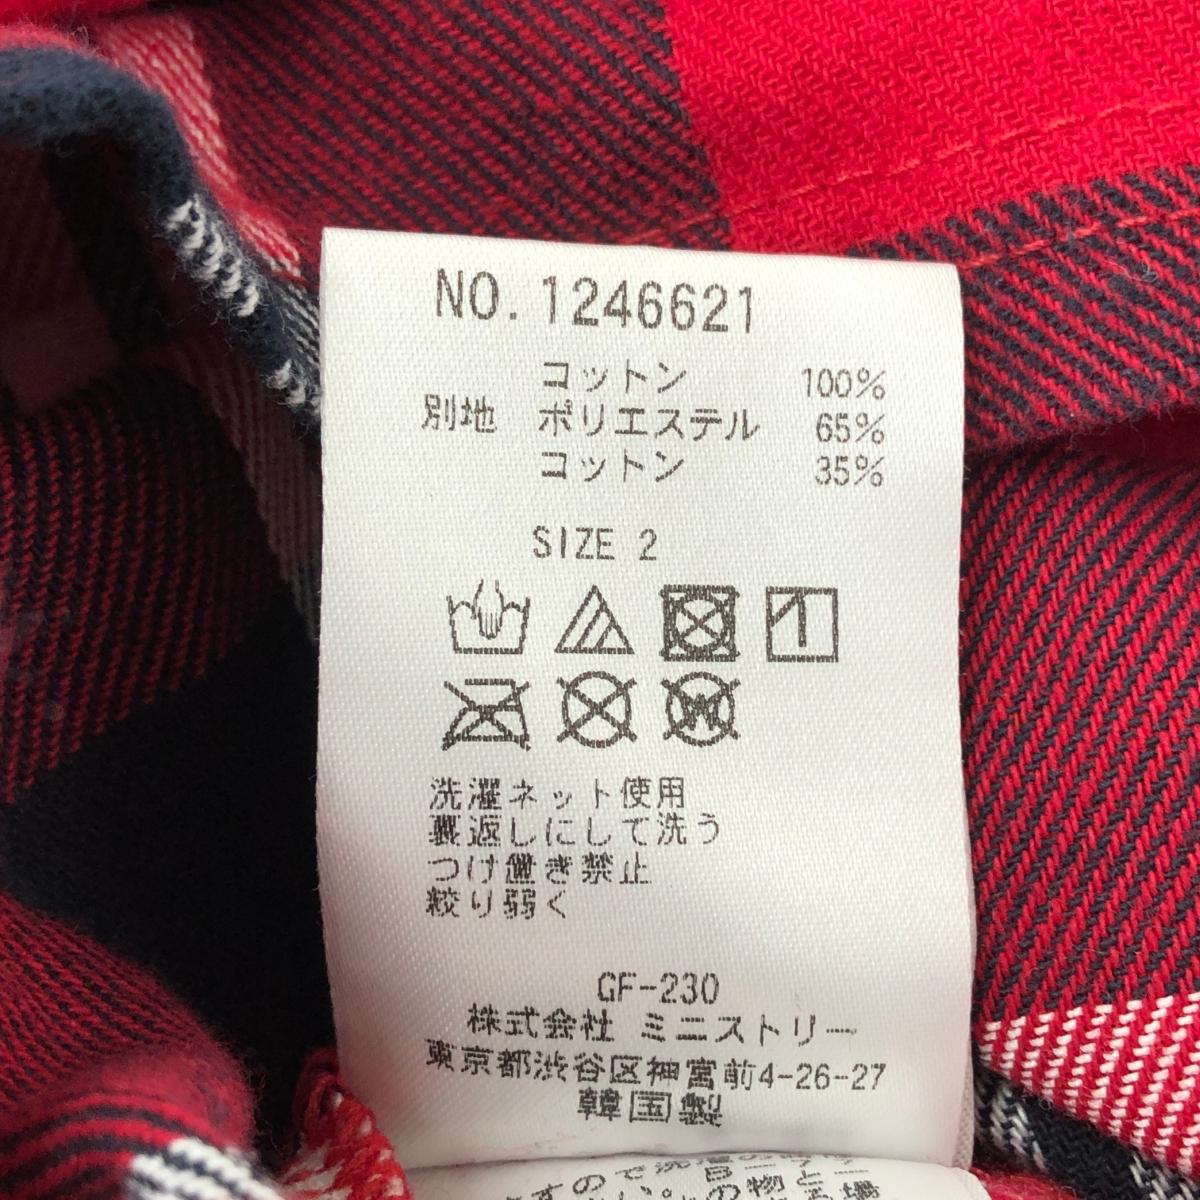 NO. 1246621
コットン 100%
別地 ポリエステル 65%
コットン 35%
SIZE 2
洗濯ネット使用
裏返しにして洗う
つけ置き禁止
絞り弱く
GF-230
株式会社 ミニストリー
東京都渋谷区神宮前4-26-27
韓国製